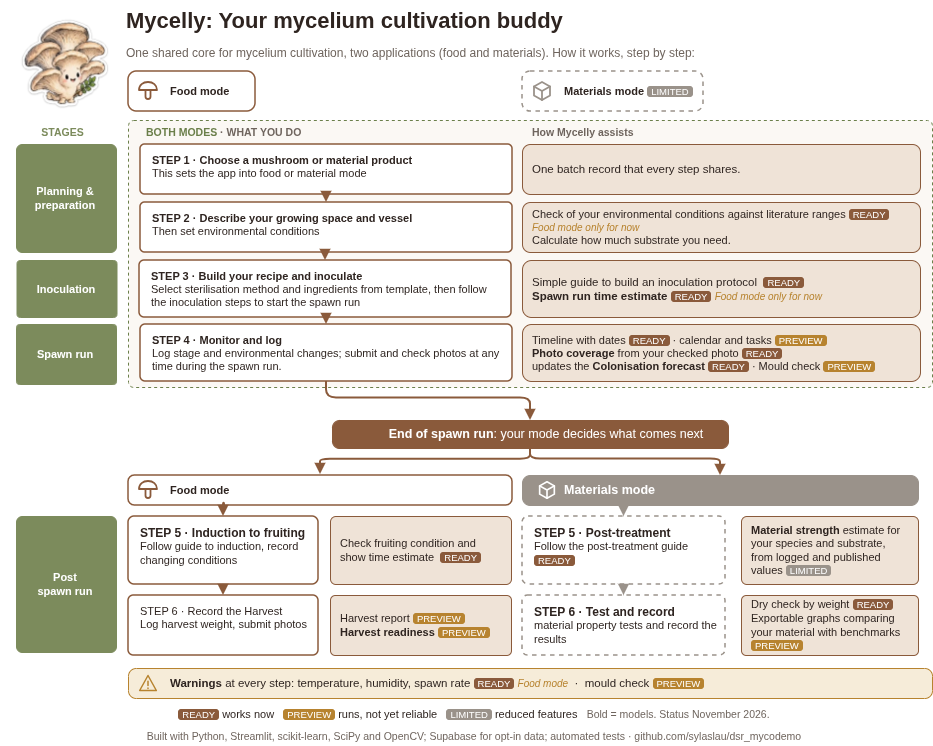 Mycelly: Your mycelium cultivation buddy
One shared core for mycelium cultivation, two applications (food and materials). How it works, step by step:
Food mode
Materials mode LIMITED
STAGES
BOTH MODES · WHAT YOU DO
How Mycelly assists
Planning &
preparation
STEP 1 · Choose a mushroom or material product
This sets the app into food or material mode
One batch record that every step shares.
STEP 2 · Describe your growing space and vessel
Then set environmental conditions
Check of your environmental conditions against literature ranges READY
Food mode only for now
Calculate how much substrate you need.
Inoculation
STEP 3 · Build your recipe and inoculate
Select sterilisation method and ingredients from template, then follow
the inoculation steps to start the spawn run
Simple guide to build an inoculation protocol READY
Spawn run time estimate READY Food mode only for now
Spawn run
STEP 4 · Monitor and log
Log stage and environmental changes; submit and check photos at any
time during the spawn run.
Timeline with dates READY · calendar and tasks PREVIEW
Photo coverage from your checked photo READY
updates the Colonisation forecast READY · Mould check PREVIEW
End of spawn run: your mode decides what comes next
Food mode
Materials mode
Post
spawn run
STEP 5 · Induction to fruiting
Follow guide to induction, record
changing conditions
Check fruiting condition and
show time estimate READY
STEP 5 · Post-treatment
Follow the post-treatment guide
READY
Material strength estimate for
your species and substrate,
from logged and published
values LIMITED
STEP 6 · Record the Harvest
Log harvest weight, submit photos
Harvest report PREVIEW
Harvest readiness PREVIEW
STEP 6 · Test and record
material property tests and record the
results
Dry check by weight READY
Exportable graphs comparing
your material with benchmarks
PREVIEW
Warnings at every step: temperature, humidity, spawn rate READY Food mode · mould check PREVIEW
READY works now PREVIEW runs, not yet reliable LIMITED reduced features Bold = models. Status November 2026.
Built with Python, Streamlit, scikit-learn, SciPy and OpenCV; Supabase for opt-in data; automated tests · github.com/sylaslau/dsr_mycodemo